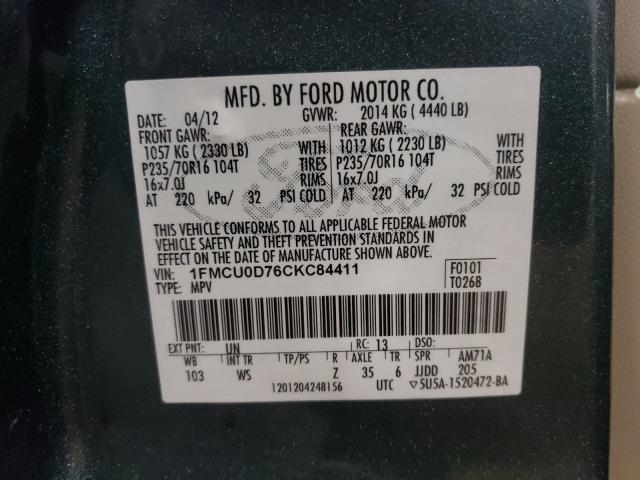 MFD. BY FORD MOTOR CO.
DATE: 04/12 GVWR: 2014 KG ( 4440 LB)
FRONT GAWR: REAR GAWR:
1057 KG ( 2330 LB) WITH 1012 KG ( 2230 LB) WITH
P235/70R16 104T TIRES P235/70R16 104T TIRES
16x7.0J RIMS 16x7.0J RIMS
AT 220 kPa/ 32 PSI COLD AT 220 kPa/ 32 PSI COLD
Ford
THIS VEHICLE CONFORMS TO ALL APPLICABLE FEDERAL MOTOR
VEHICLE SAFETY AND THEFT PREVENTION STANDARDS IN
EFFECT ON THE DATE OF MANUFACTURE SHOWN ABOVE.
VIN: 1FMCU0D76CKC84411 F0101
TYPE: MPV T0268
EXT PNT: UN RC: 13 DSO:
WB INT TR TP/PS R AXLE TR SPR AM71A
103 WS Z 35 6 JJDD 205
1201204248156 UTC ▽5U5A-1520472-BA